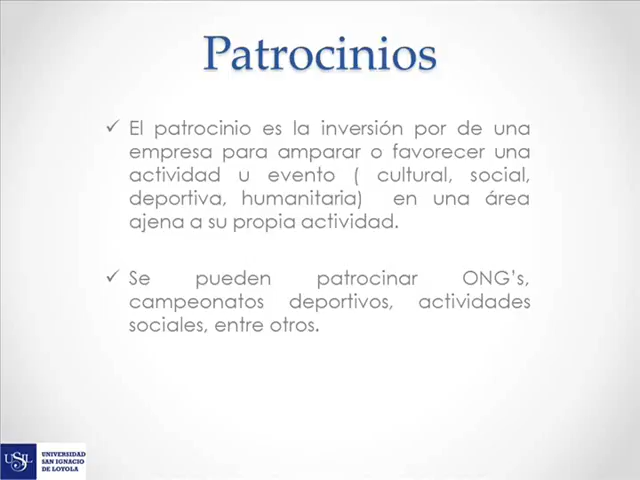 Patrocinios
✓ El patrocinio es la inversión por de una
empresa para amparar o favorecer una
actividad u evento ( cultural, social,
deportiva, humanitaria) en una área
ajena a su propia actividad.
✓ Se pueden patrocinar ONG's,
campeonatos deportivos, actividades
sociales, entre otros.
USIL
UNIVERSIDAD
SAN IGNACIO
DE LOYOLA